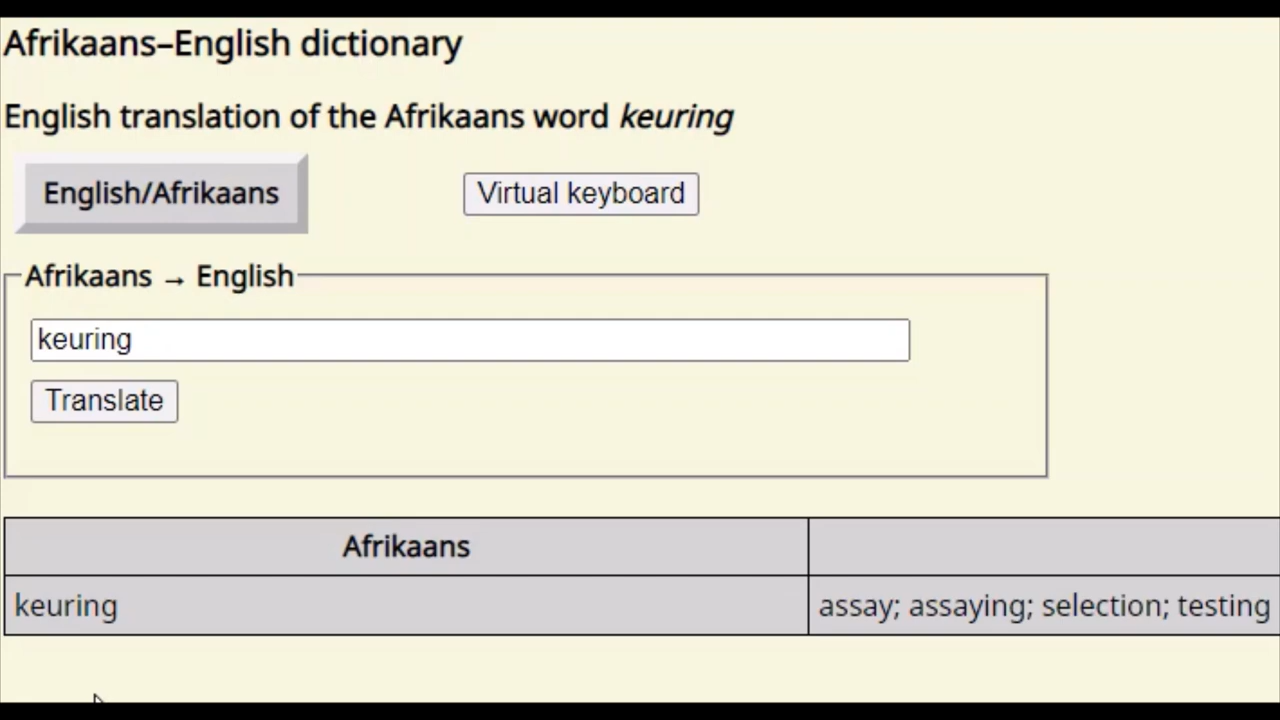 Afrikaans–English dictionary
English translation of the Afrikaans word keuring
English/Afrikaans
Virtual keyboard
Afrikaans → English
keuring
Translate
Afrikaans
keuring
assay; assaying; selection; testing